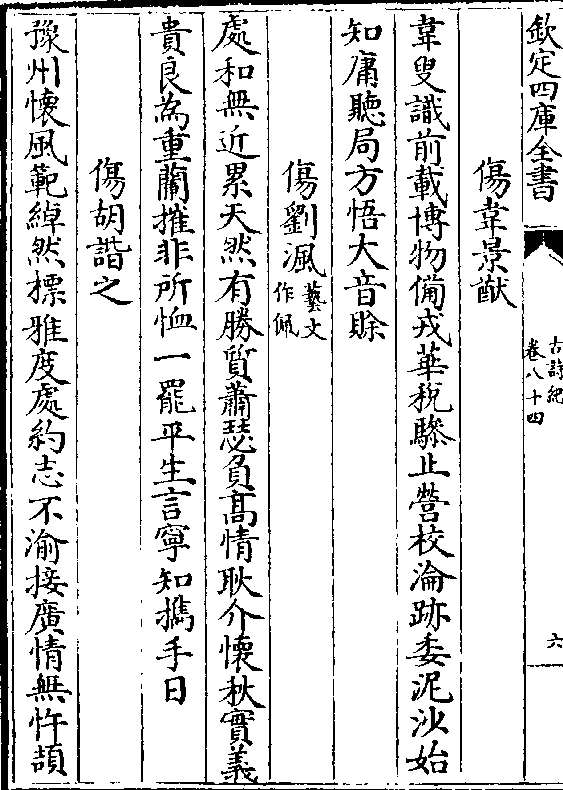 欽定四庫全書
古詩紀
卷八十四
六
傷韋景猷
韋叟識前載博物備戎華稅驂止營校淪跡委泥沙始
知庸聽局方悟大音賒
傷劉渢藝文
作佩
處和無近累天然有勝質蕭瑟負髙情耿介懷秋實義
貴良為重蘭摧非所恤一罷平生言寧知擕手日
傷胡諧之
豫州懷風範綽然標雅度處約志不渝接廣情無忤頡